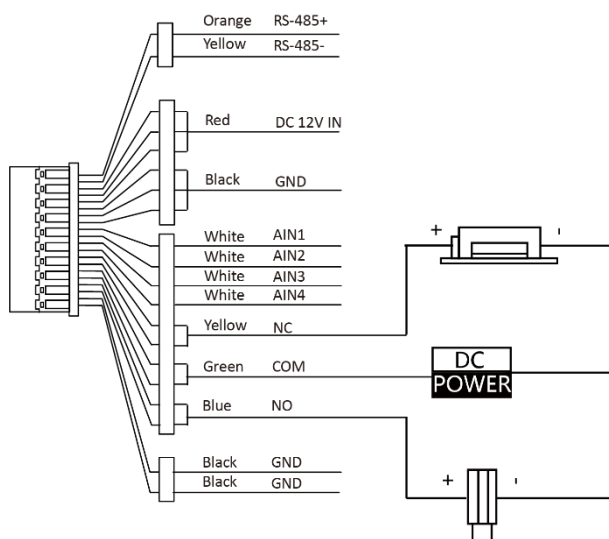 Orange RS-485+
Yellow RS-485-
Red DC 12V IN
Black GND
White AIN1
White AIN2
White AIN3
White AIN4
Yellow NC
Green COM
Blue NO
Black GND
Black GND
+ -
DC
POWER
+ -